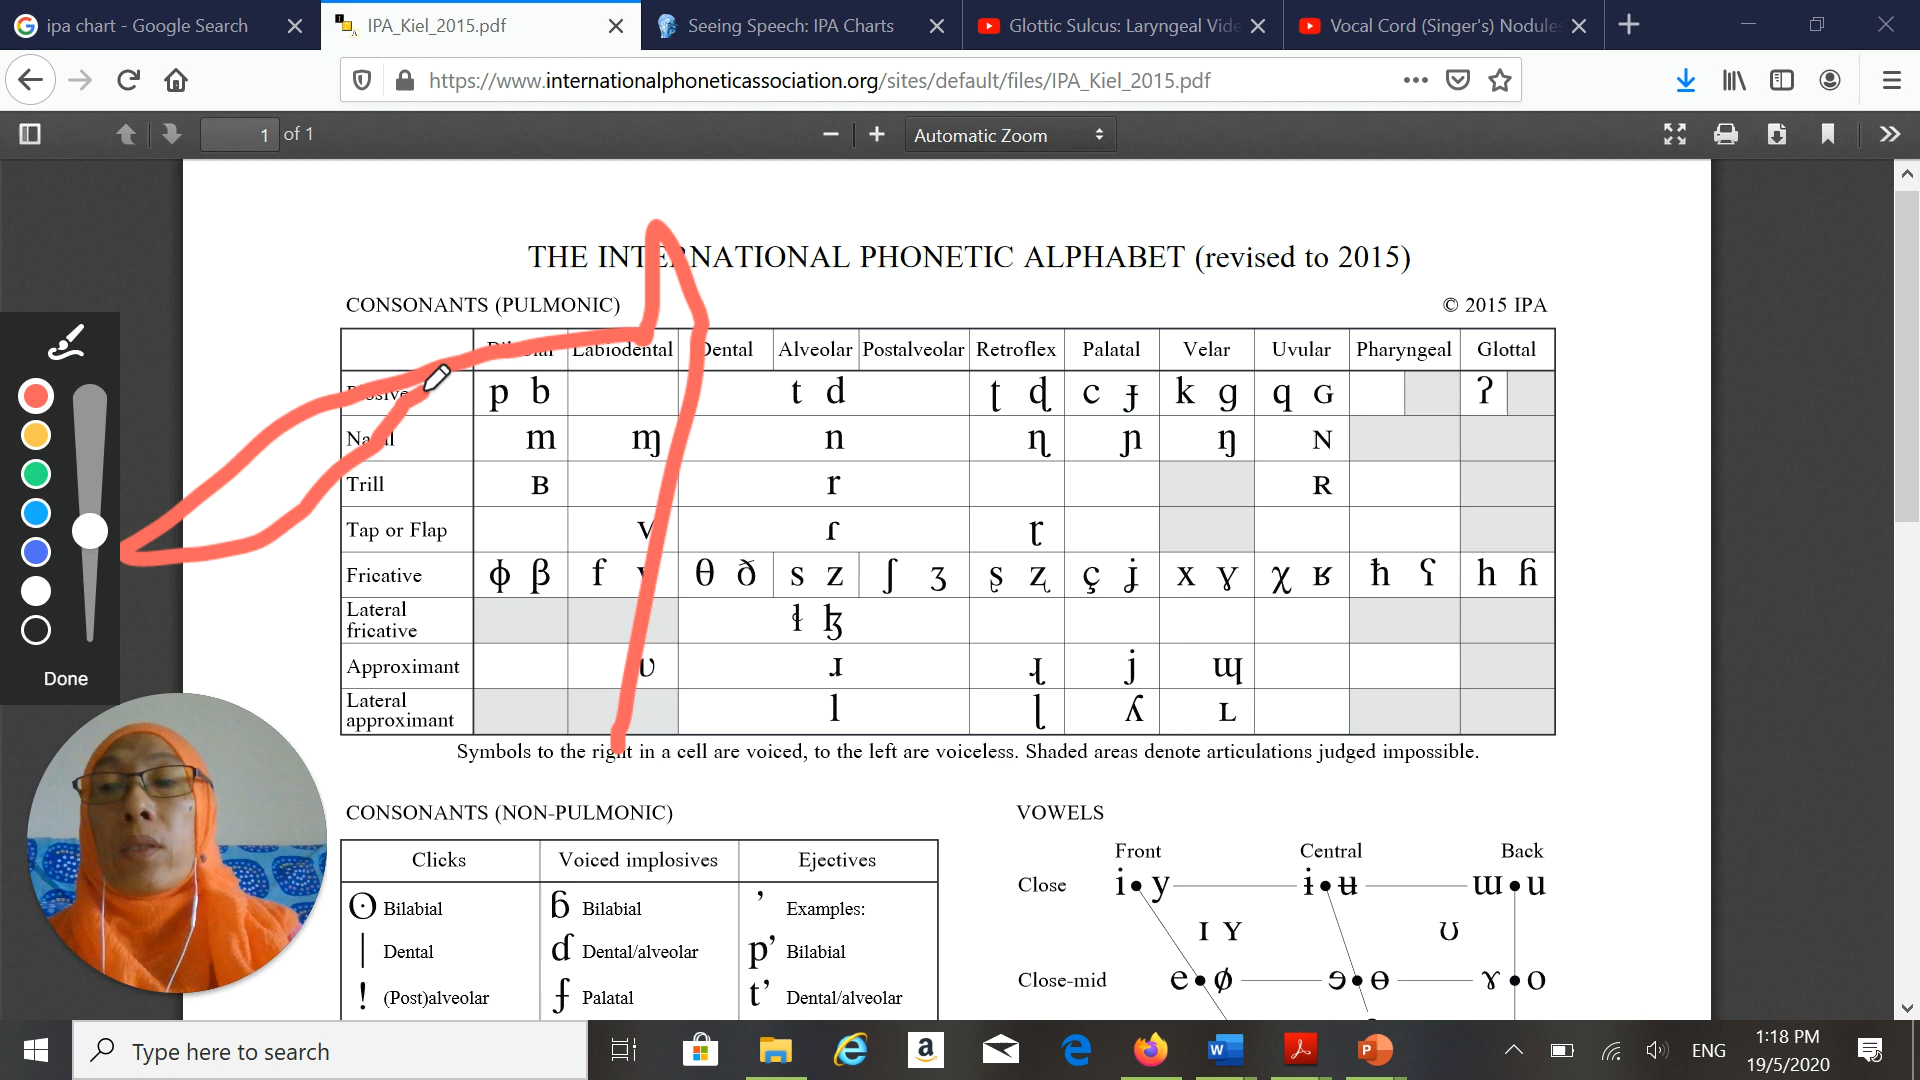 ipa chart - Google Search
IPA_Kiel_2015.pdf
Seeing Speech: IPA Charts
Glottic Sulcus: Laryngeal Vide
Vocal Cord (Singer's) Nodules
https://www.internationalphoneticassociation.org/sites/default/files/IPA_Kiel_2015.pdf
1 of 1
Automatic Zoom
THE INTERNATIONAL PHONETIC ALPHABET (revised to 2015)
CONSONANTS (PULMONIC)
© 2015 IPA
Bilabial Labiodental Dental Alveolar Postalveolar Retroflex Palatal Velar Uvular Pharyngeal Glottal
Plosive p b t d ʈ ɖ c ɟ k ɡ q ɢ ʔ
Nasal m ɱ n ɳ ɲ ŋ ɴ
Trill ʙ r ʀ
Tap or Flap ⱱ ɾ ɽ
Fricative ɸ β f v θ ð s z ʃ ʒ ʂ ʐ ç ʝ x ɣ χ ʁ ħ ʕ h ɦ
Lateral
fricative ɬ ɮ
Approximant ʋ ɹ ɻ j ɰ
Lateral
approximant l ɭ ʎ ʟ
Symbols to the right in a cell are voiced, to the left are voiceless. Shaded areas denote articulations judged impossible.
CONSONANTS (NON-PULMONIC)
Clicks Voiced implosives Ejectives
ʘ Bilabial ɓ Bilabial ʼ Examples:
ǀ Dental ɗ Dental/alveolar pʼ Bilabial
ǃ (Post)alveolar ʄ Palatal tʼ Dental/alveolar
VOWELS
Front Central Back
Close i y ɨ ʉ ɯ u
ɪ ʏ ʊ
Close-mid e ø ɘ ɵ ɤ o
Done
Type here to search
ENG
1:18 PM
19/5/2020